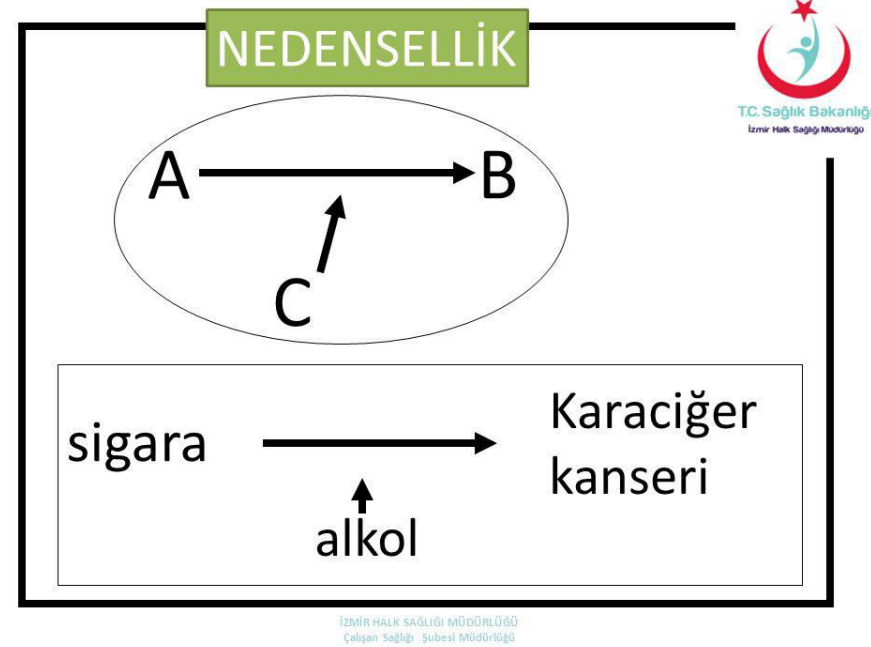 NEDENSELLİK
T.C. Sağlık Bakanlığı
İzmir Halk Sağlığı Müdürlüğü
A B
C
sigara
Karaciğer
kanseri
alkol
İZMİR HALK SAĞLIĞI MÜDÜRLÜĞÜ
Çalışan Sağlığı Şubesi Müdürlüğü